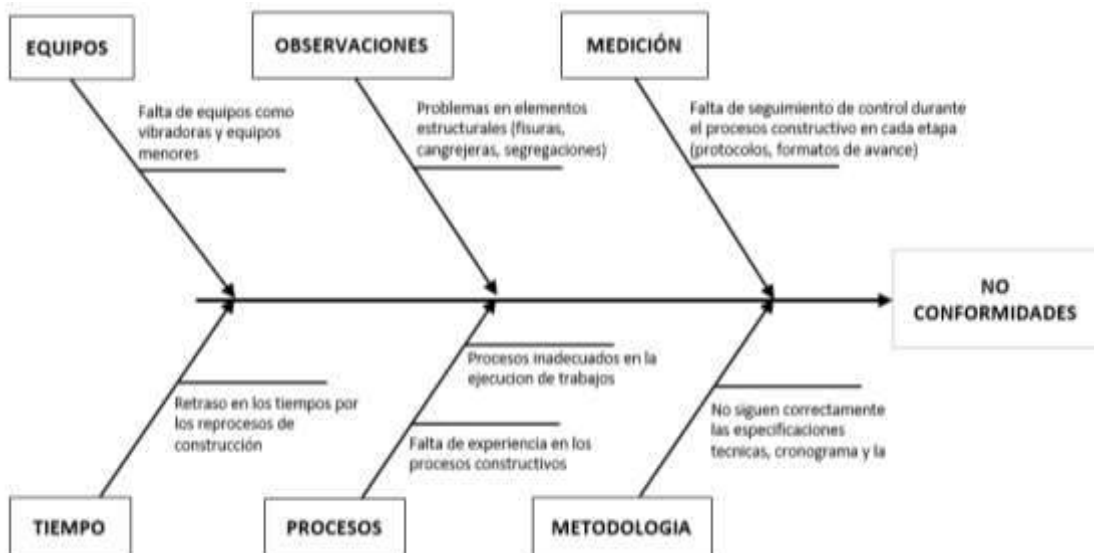 EQUIPOS
OBSERVACIONES
MEDICIÓN
Falta de equipos como
vibradoras y equipos
menores
Problemas en elementos
estructurales (fisuras,
cangrejeras, segregaciones)
Falta de seguimiento de control durante
el procesos constructivo en cada etapa
(protocolos, formatos de avance)
NO
CONFORMIDADES
Retraso en los tiempos por
los reprocesos de
construcción
Procesos inadecuados en la
ejecucion de trabajos
Falta de experiencia en los
procesos constructivos
No siguen correctamente
las especificaciones
tecnicas, cronograma y la
TIEMPO
PROCESOS
METODOLOGIA